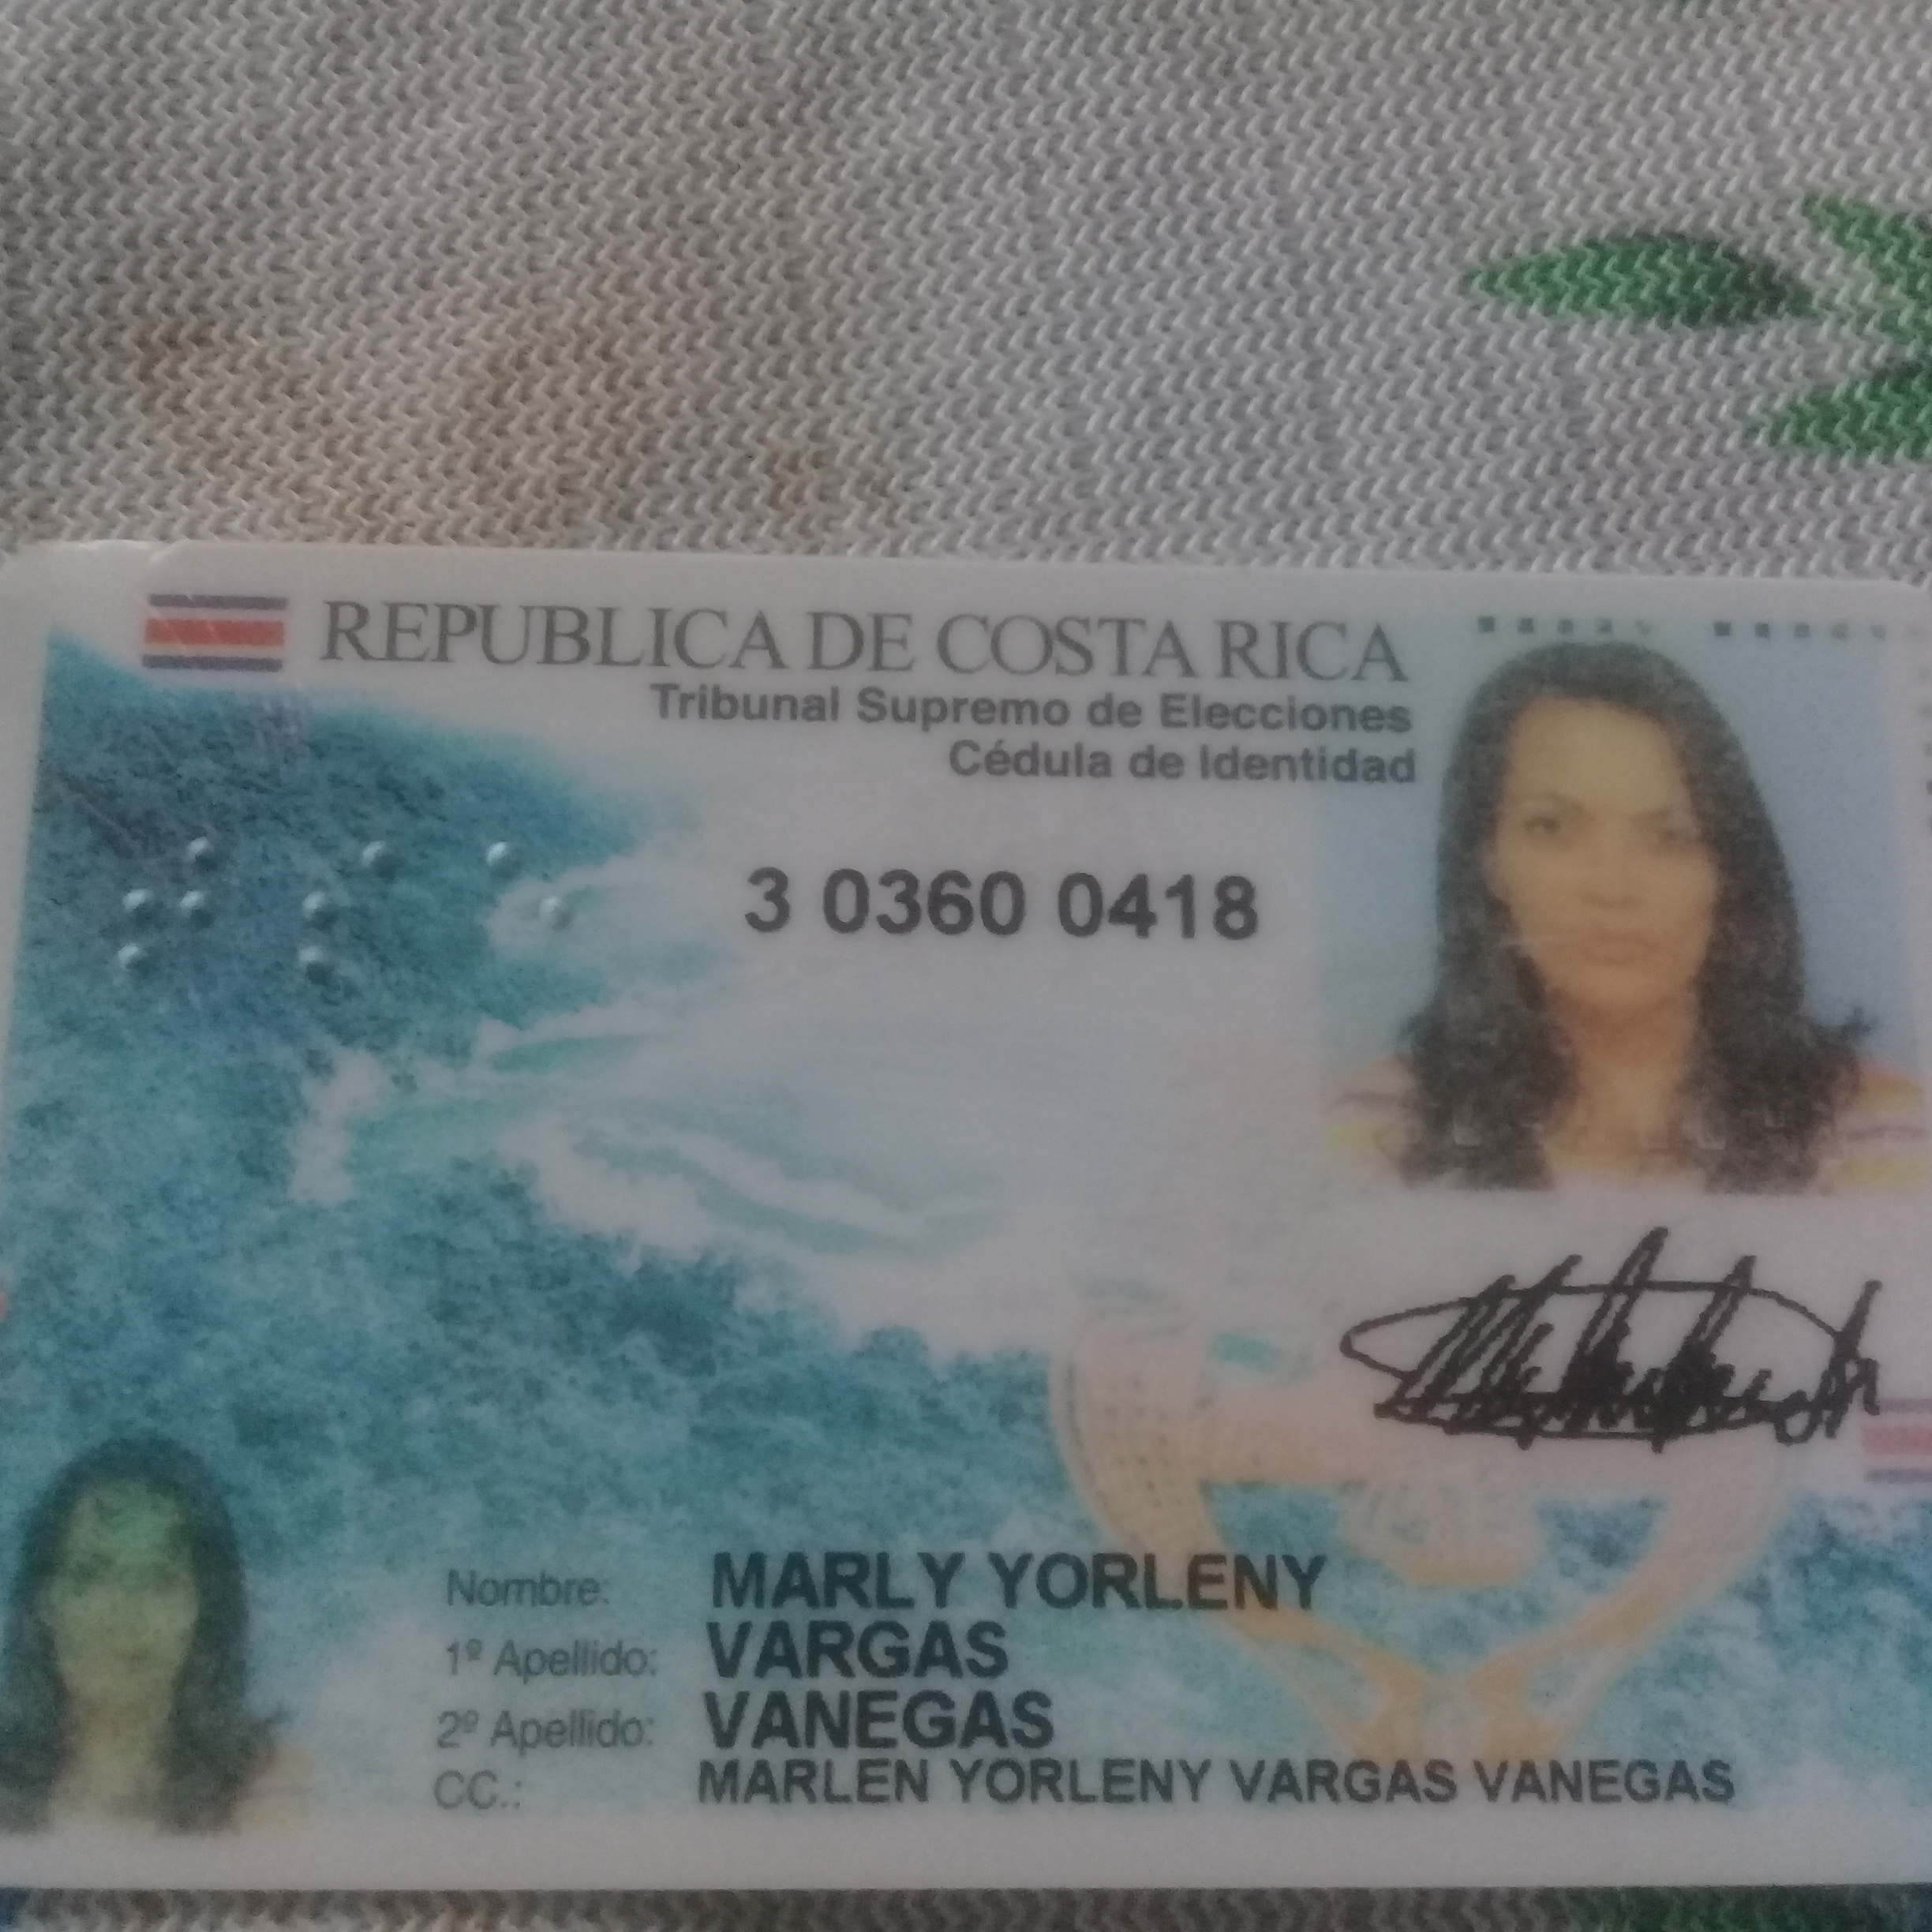 REPUBLICA DE COSTA RICA
Tribunal Supremo de Elecciones
Cédula de Identidad
3 0360 0418
Nombre: MARLY YORLENY
1º Apellido: VARGAS
2º Apellido: VANEGAS
CC.: MARLEN YORLENY VARGAS VANEGAS